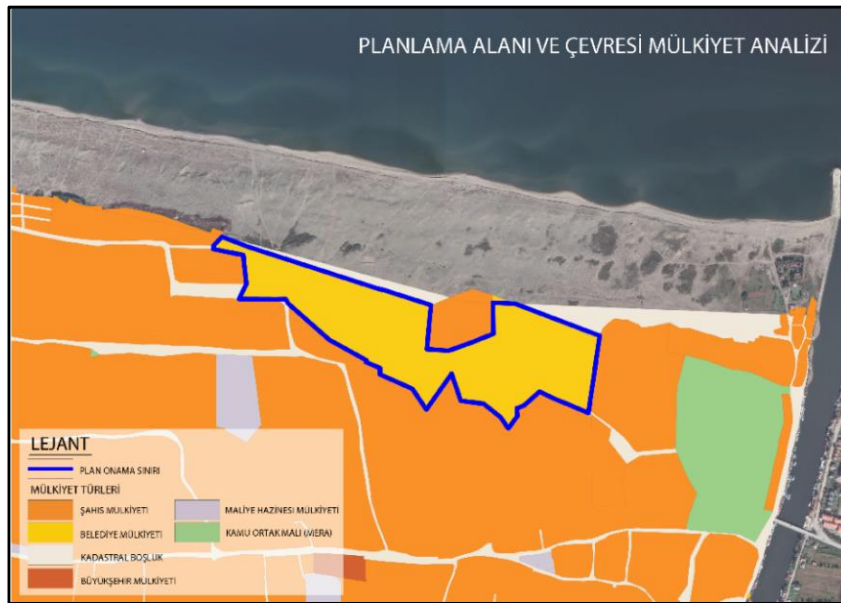 PLANLAMA ALANI VE ÇEVRESİ MÜLKİYET ANALİZİ
LEJANT
PLAN ONAMA SINIRI
MÜLKİYET TÜRLERİ
ŞAHIS MÜLKİYETİ
BELEDİYE MÜLKİYETİ
KADASTRAL BOŞLUK
BÜYÜKŞEHİR MÜLKİYETİ
MALİYE HAZİNESİ MÜLKİYETİ
KAMU ORTAK MALI (MERA)